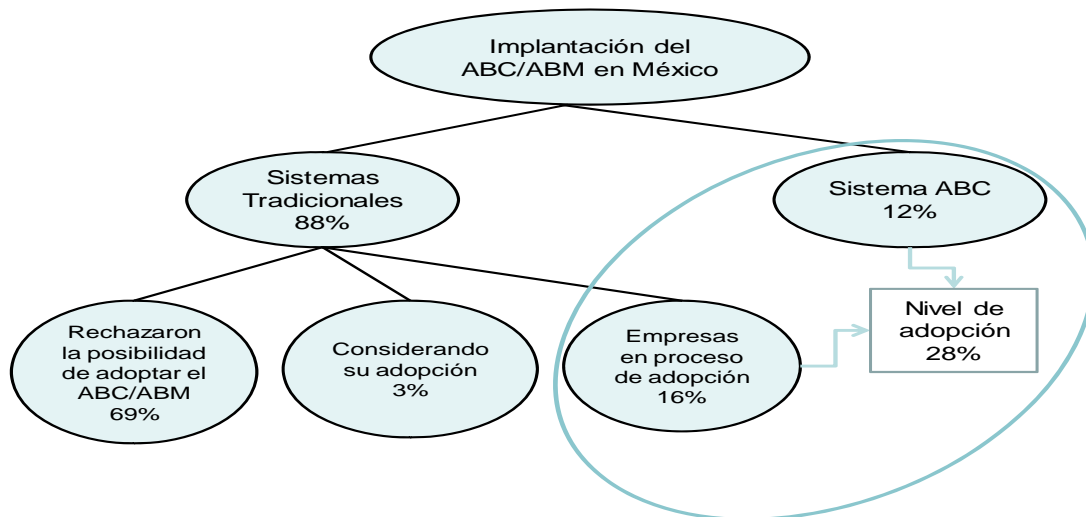 Implantación del
ABC/ABM en México
Sistemas
Tradicionales
88%
Sistema ABC
12%
Rechazaron
la posibilidad
de adoptar el
ABC/ABM
69%
Considerando
su adopción
3%
Empresas
en proceso
de adopción
16%
Nivel de
adopción
28%